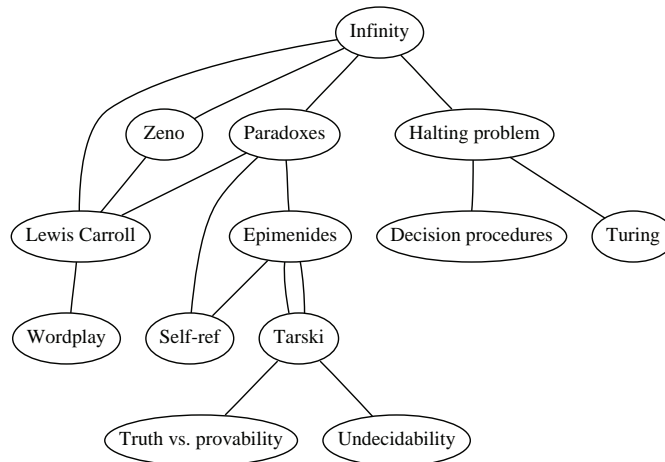 Infinity
Zeno
Paradoxes
Halting problem
Lewis Carroll
Epimenides
Decision procedures
Turing
Wordplay
Self-ref
Tarski
Truth vs. provability
Undecidability